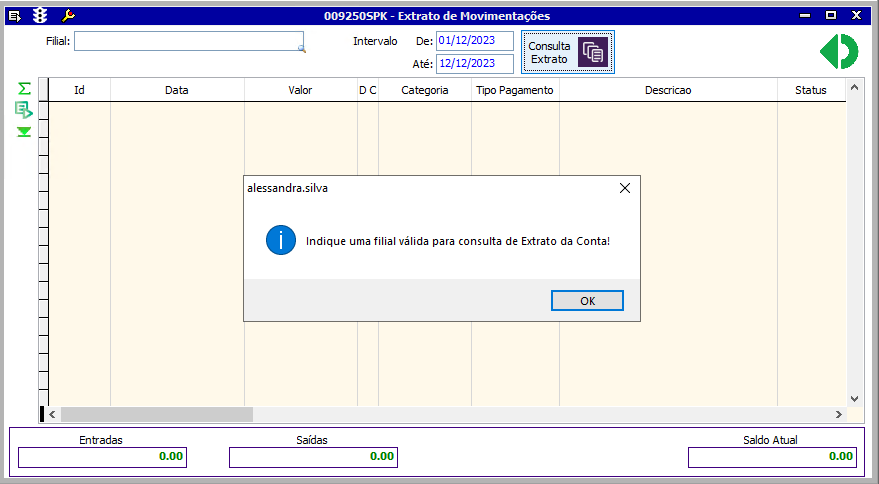 009250SPK - Extrato de Movimentações
Filial:
Intervalo De: 01/12/2023
Até: 12/12/2023
Consulta
Extrato
Id Data Valor D C Categoria Tipo Pagamento Descricao Status
alessandra.silva
Indique uma filial válida para consulta de Extrato da Conta!
OK
Entradas Saídas Saldo Atual
0.00 0.00 0.00